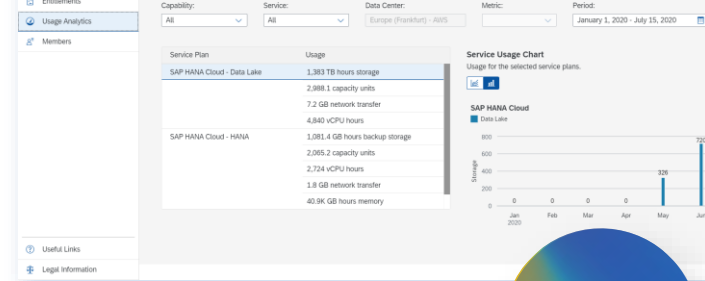 Entitlements
Usage Analytics
Members
Useful Links
Legal Information
Capability: Service: Data Center: Metric: Period:
All All Europe (Frankfurt) - AWS January 1, 2020 - July 15, 2020
Service Plan Usage
SAP HANA Cloud - Data Lake 1,383 TB hours storage
2,988.1 capacity units
7.2 GB network transfer
4,840 vCPU hours
SAP HANA Cloud - HANA 1,081.4 GB hours backup storage
2,065.2 capacity units
2,724 vCPU hours
1.8 GB network transfer
40.9K GB hours memory
Service Usage Chart
Usage for the selected service plans.
SAP HANA Cloud
Data Lake
Storage
800
600
400
200
0
0 0 0 0 326 720
Jan Feb Mar Apr May Jun
2020